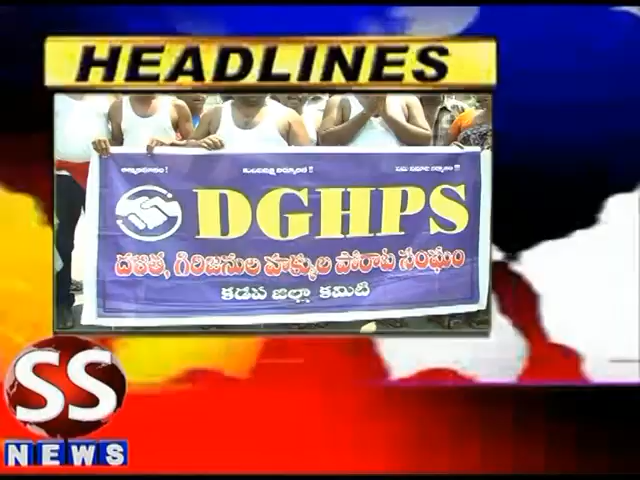 HEADLINES
DGHPS
దళిత, గిరిజనుల హక్కుల పోరాట సంఘం
కడప జిల్లా కమిటి
SS
NEWS